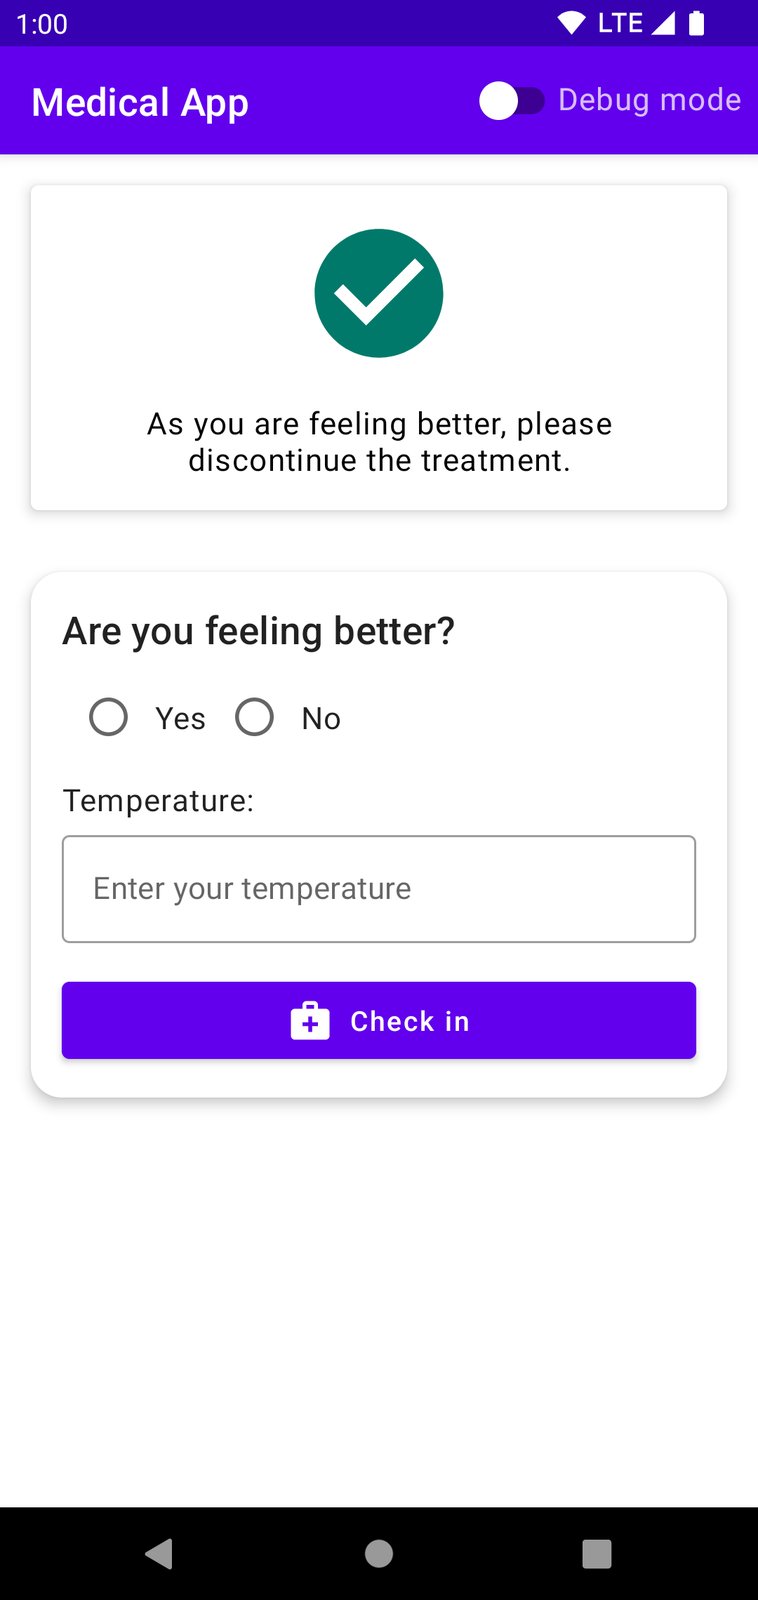 1:00 LTE
Medical App Debug mode
As you are feeling better, please
discontinue the treatment.
Are you feeling better?
Yes No
Temperature:
Enter your temperature
Check in